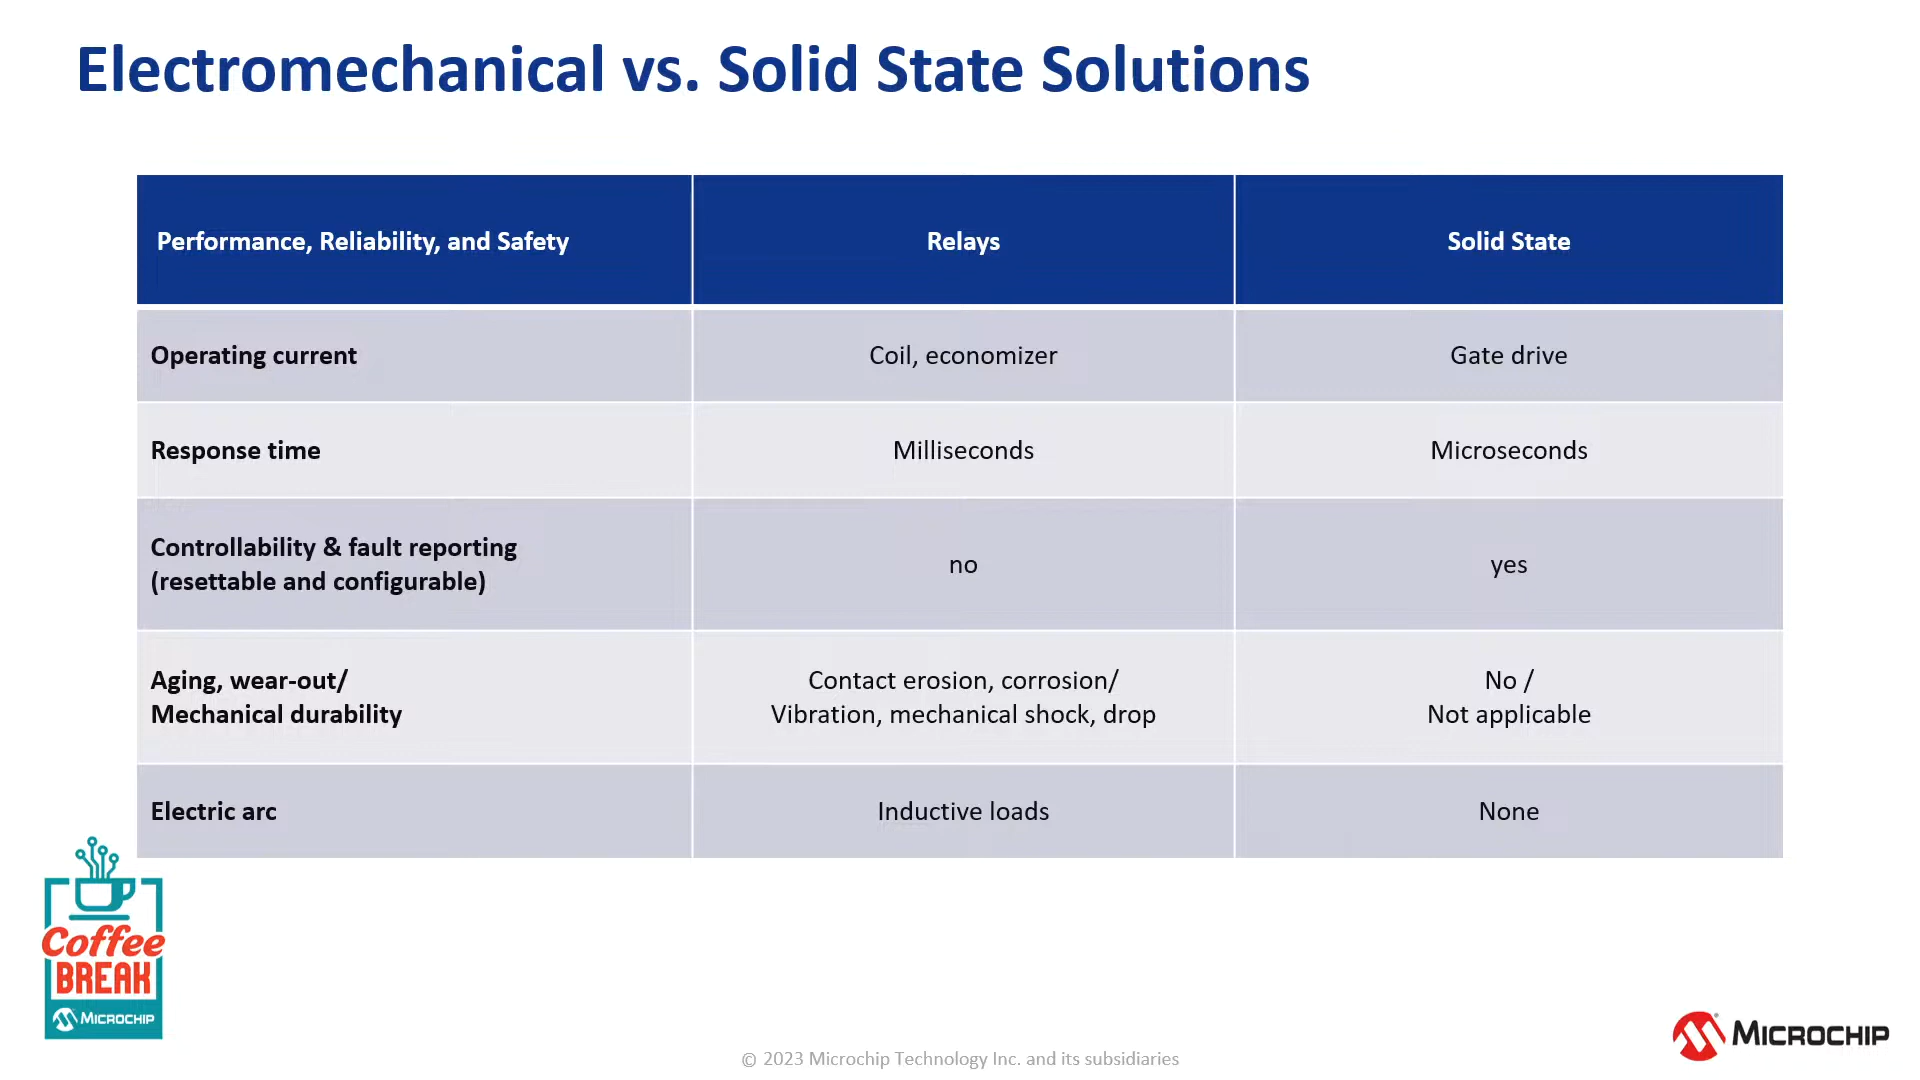 Electromechanical vs. Solid State Solutions
Performance, Reliability, and Safety
Relays
Solid State
Operating current
Coil, economizer
Gate drive
Response time
Milliseconds
Microseconds
Controllability & fault reporting
(resettable and configurable)
no
yes
Aging, wear-out/
Mechanical durability
Contact erosion, corrosion/
Vibration, mechanical shock, drop
No /
Not applicable
Electric arc
Inductive loads
None
Coffee
BREAK
MICROCHIP
MICROCHIP
© 2023 Microchip Technology Inc. and its subsidiaries